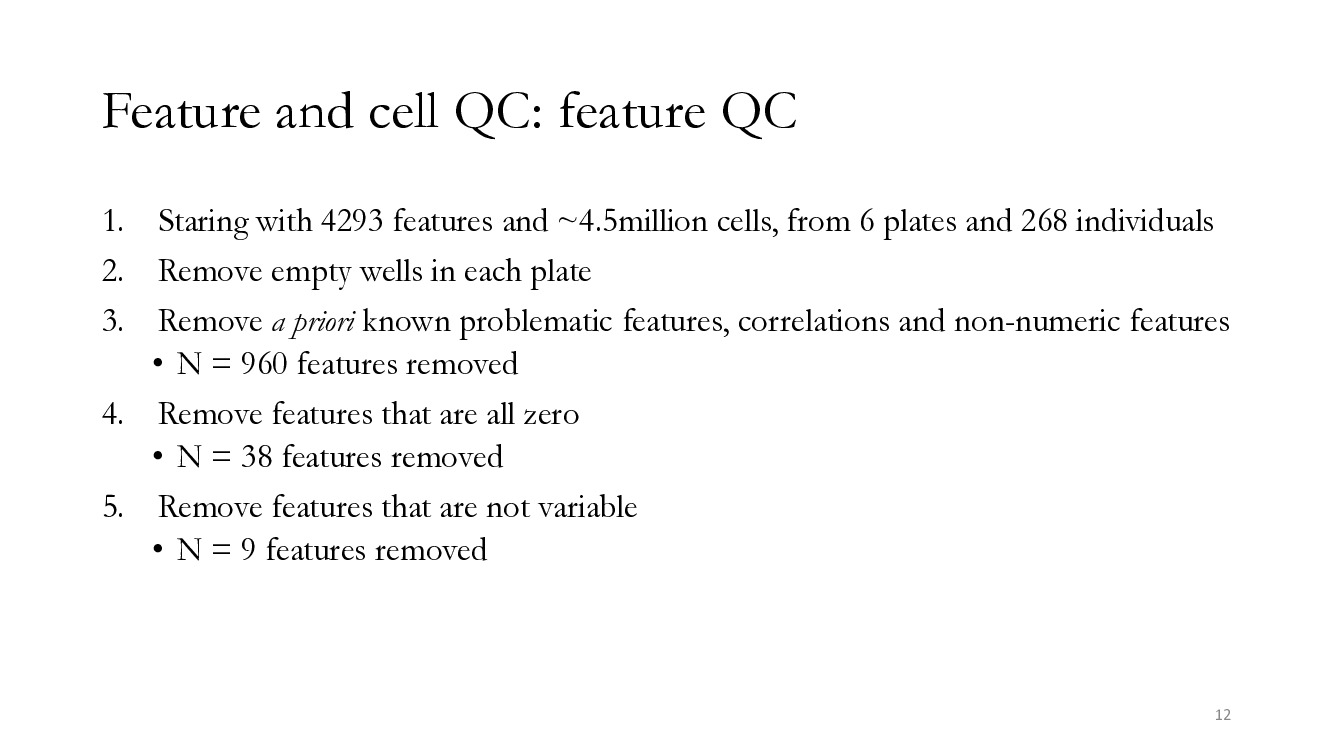 Feature and cell QC: feature QC
1. Staring with 4293 features and ~4.5million cells, from 6 plates and 268 individuals
2. Remove empty wells in each plate
3. Remove a priori known problematic features, correlations and non-numeric features
• N = 960 features removed
4. Remove features that are all zero
• N = 38 features removed
5. Remove features that are not variable
• N = 9 features removed
12